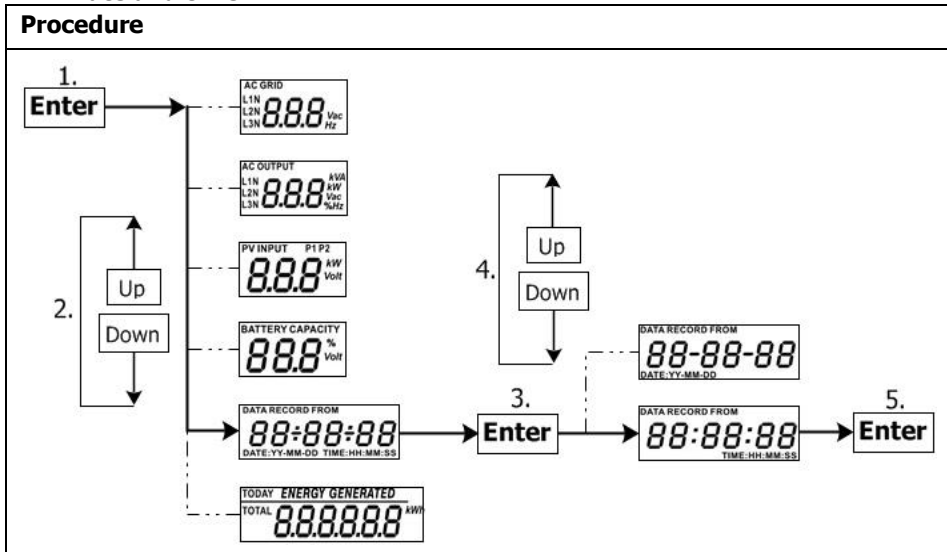 Procedure
1.
Enter
AC GRID
L1N
L2N
L3N
8.8.8
Vac
Hz
AC OUTPUT
L1N
L2N
L3N
8.8.8
kVA
kW
Vac
%Hz
2.
Up
Down
PV INPUT P1 P2
8.8.8
kW
Volt
BATTERY CAPACITY
88.8
%
Volt
DATA RECORD FROM
88÷88÷88
DATE:YY-MM-DD TIME:HH:MM:SS
TODAY ENERGY GENERATED
TOTAL 8.8.8.8.8.8 kWh
3.
Enter
4.
Up
Down
DATA RECORD FROM
88-88-88
DATE:YY-MM-DD
DATA RECORD FROM
88:88:88
TIME:HH:MM:SS
5.
Enter